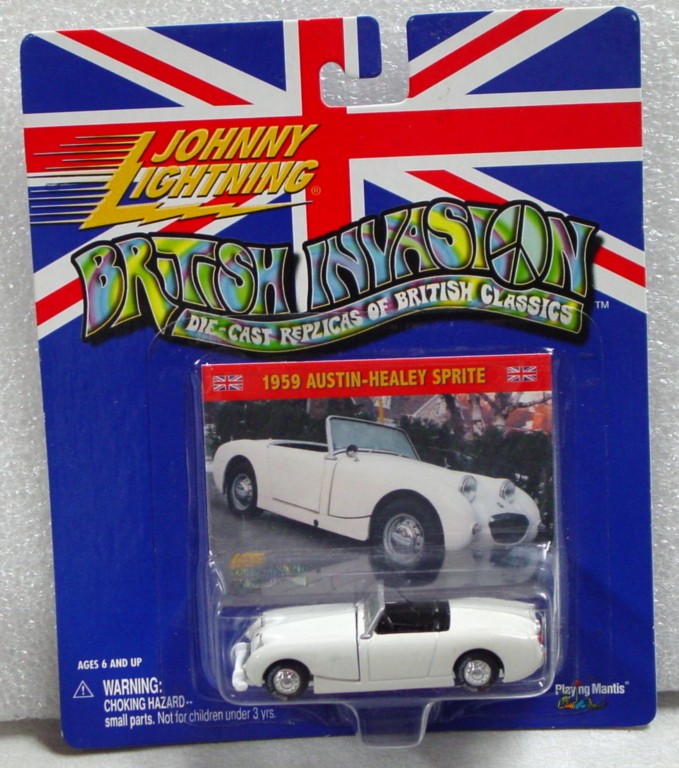 JOHNNY
LIGHTNING®
BRITISH INVASION
DIE-CAST REPLICAS OF BRITISH CLASSICS
TM
1959 AUSTIN-HEALEY SPRITE
AGES 6 AND UP
WARNING:
CHOKING HAZARD--
small parts. Not for children under 3 yrs.
Playing Mantis